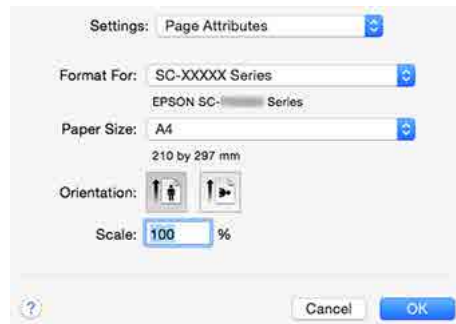 Settings: Page Attributes
Format For: SC-XXXXX Series
EPSON SC- Series
Paper Size: A4
210 by 297 mm
Orientation:
Scale: 100 %
? Cancel OK